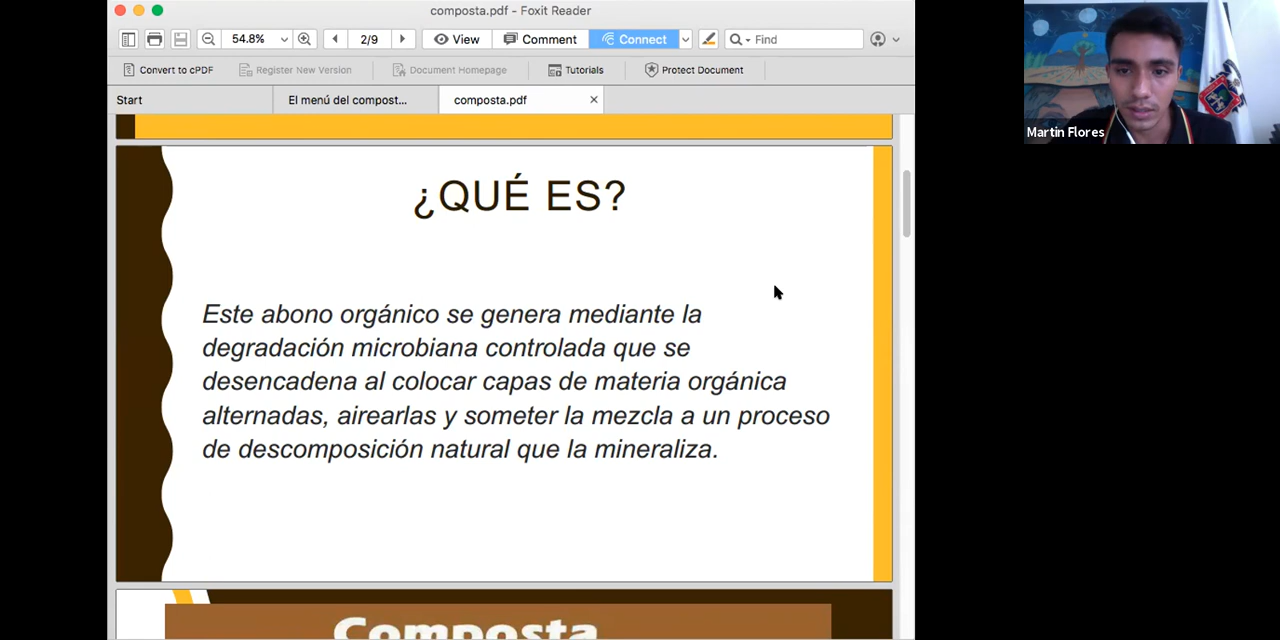 composta.pdf - Foxit Reader
54.8%
2/9
View
Comment
Connect
Find
Convert to cPDF
Register New Version
Document Homepage
Tutorials
Protect Document
Start
El menú del compost...
composta.pdf
Martin Flores
¿QUÉ ES?
Este abono orgánico se genera mediante la
degradación microbiana controlada que se
desencadena al colocar capas de materia orgánica
alternadas, airearlas y someter la mezcla a un proceso
de descomposición natural que la mineraliza.
Composta